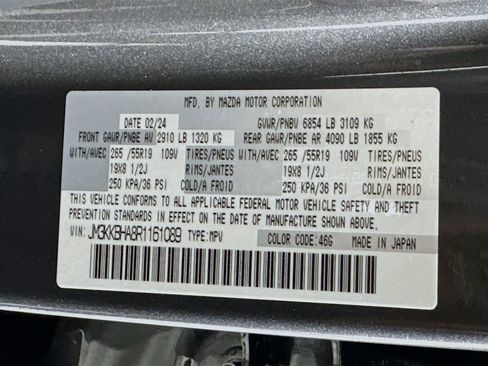 MFD. BY MAZDA MOTOR CORPORATION
DATE 02/24 GVWR/PNBV 6854 LB 3109 KG
FRONT GAWR/PNBE AV 2910 LB 1320 KG REAR GAWR/PNBE AR 4090 LB 1855 KG
WITH/AVEC 265 /55R19 109V TIRES/PNEUS WITH/AVEC 265 /55R19 109V TIRES/PNEUS
19X8 1/2J RIMS/JANTES 19X8 1/2J RIMS/JANTES
250 KPA/36 PSI COLD/A FROID 250 KPA/36 PSI COLD/A FROID
THIS VEHICLE CONFORMS TO ALL APPLICABLE FEDERAL MOTOR VEHICLE SAFETY AND THEFT
PREVENTION STANDARDS IN EFFECT ON THE DATE OF MANUFACTURE SHOWN ABOVE.
VIN: JM3KKBHA8R1161089 TYPE: MPV COLOR CODE: 46G MADE IN JAPAN